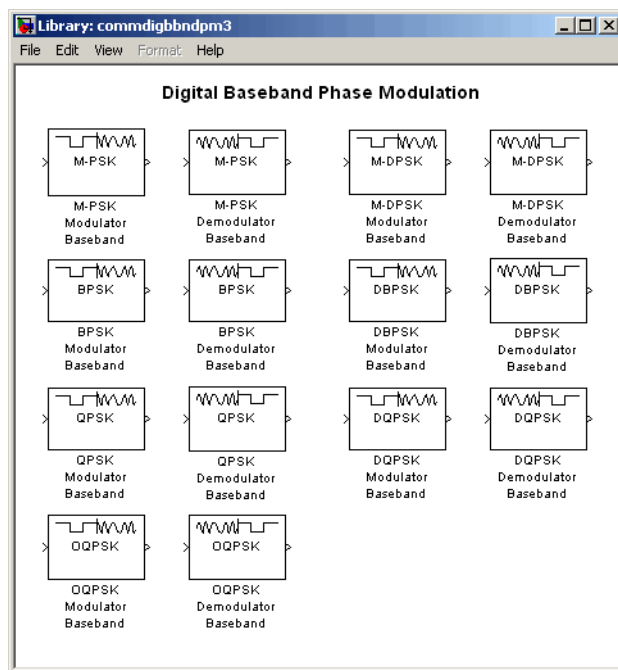 Library: commdigbbndpm3
File Edit View Format Help
Digital Baseband Phase Modulation
M-PSK M-PSK M-DPSK M-DPSK
M-PSK M-PSK M-DPSK M-DPSK
Modulator Demodulator Modulator Demodulator
Baseband Baseband Baseband Baseband
BPSK BPSK DBPSK DBPSK
BPSK BPSK DBPSK DBPSK
Modulator Demodulator Modulator Demodulator
Baseband Baseband Baseband Baseband
QPSK QPSK DQPSK DQPSK
QPSK QPSK DQPSK DQPSK
Modulator Demodulator Modulator Demodulator
Baseband Baseband Baseband Baseband
OQPSK OQPSK
OQPSK OQPSK
Modulator Demodulator
Baseband Baseband